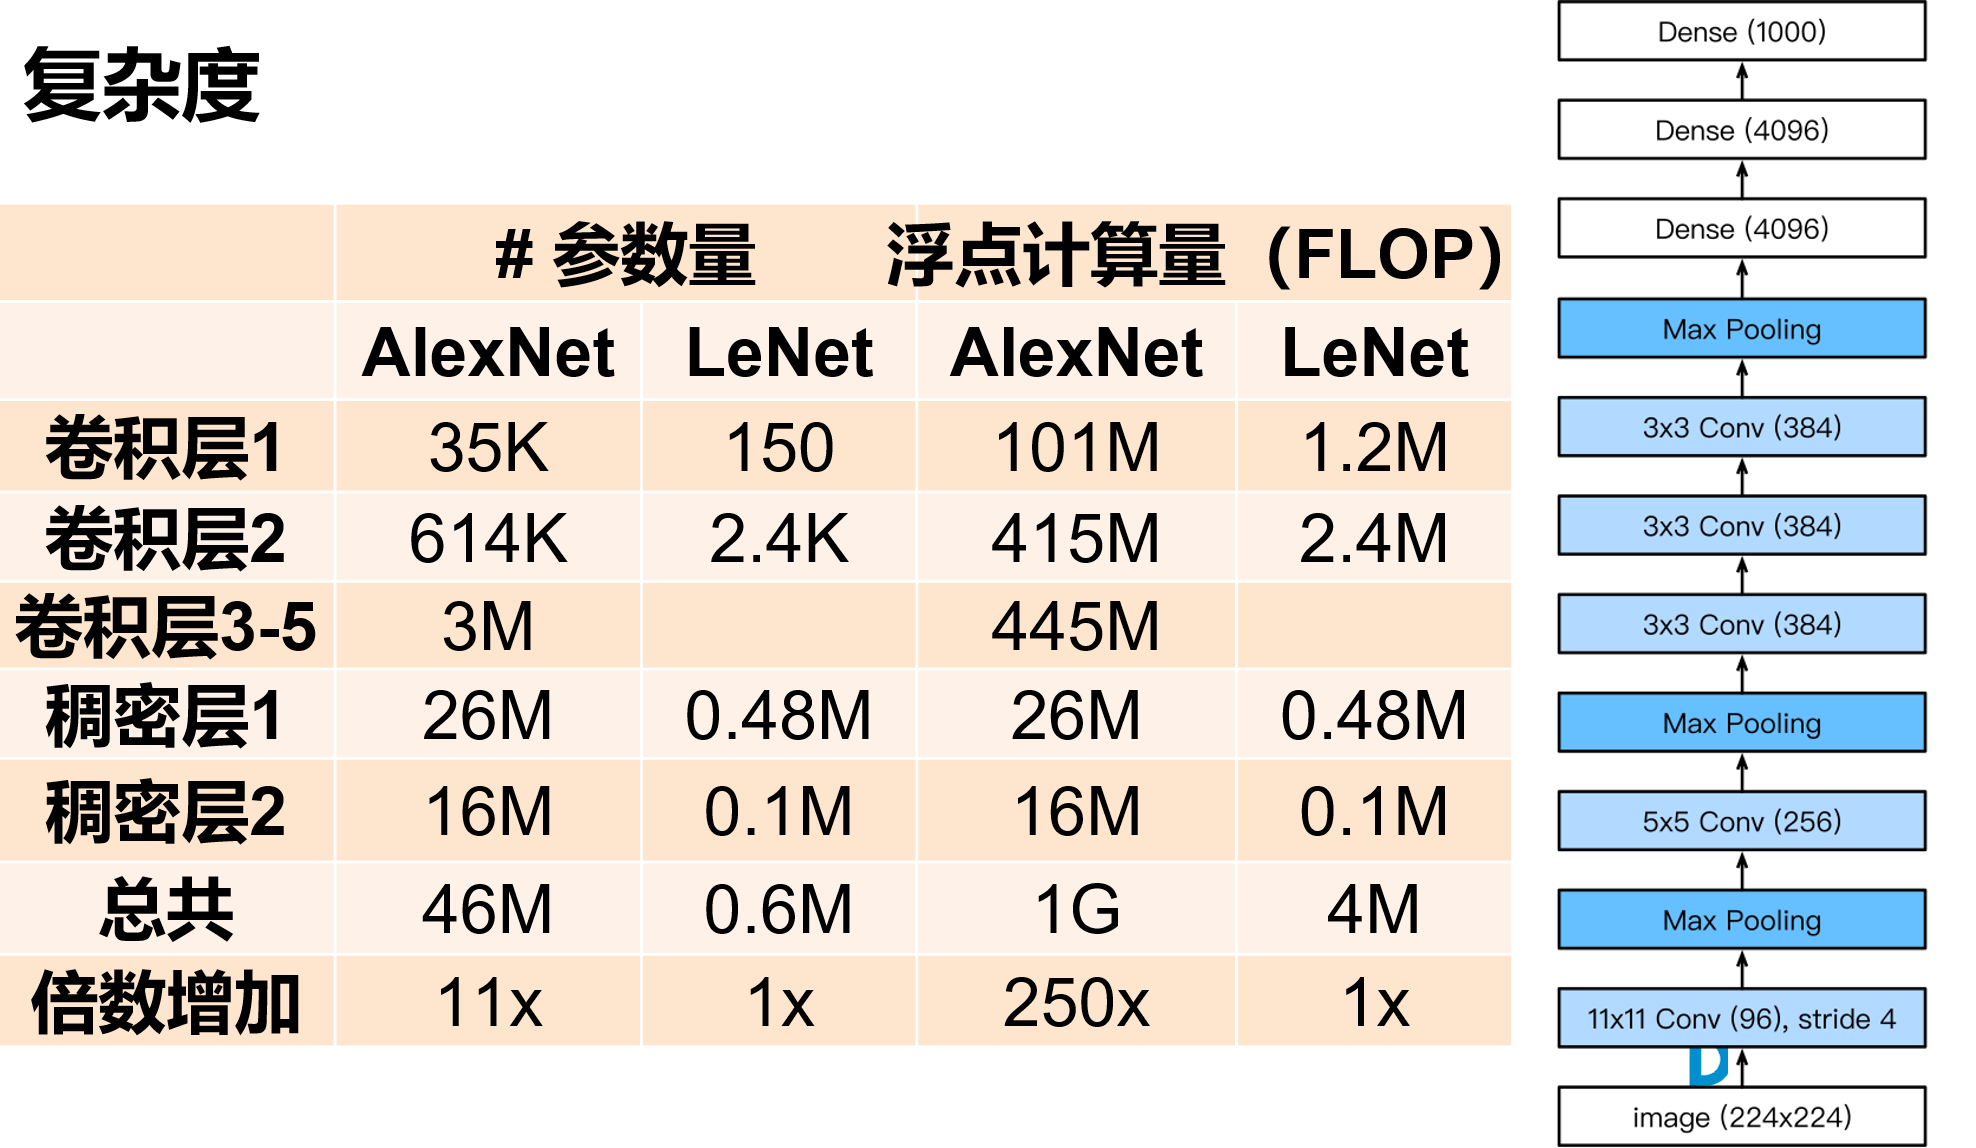 复杂度
# 参数量 浮点计算量（FLOP）
AlexNet LeNet AlexNet LeNet
卷积层1 35K 150 101M 1.2M
卷积层2 614K 2.4K 415M 2.4M
卷积层3-5 3M 445M
稠密层1 26M 0.48M 26M 0.48M
稠密层2 16M 0.1M 16M 0.1M
总共 46M 0.6M 1G 4M
倍数增加 11x 1x 250x 1x
Dense (1000)
Dense (4096)
Dense (4096)
Max Pooling
3x3 Conv (384)
3x3 Conv (384)
3x3 Conv (384)
Max Pooling
5x5 Conv (256)
Max Pooling
11x11 Conv (96), stride 4
D
image (224x224)